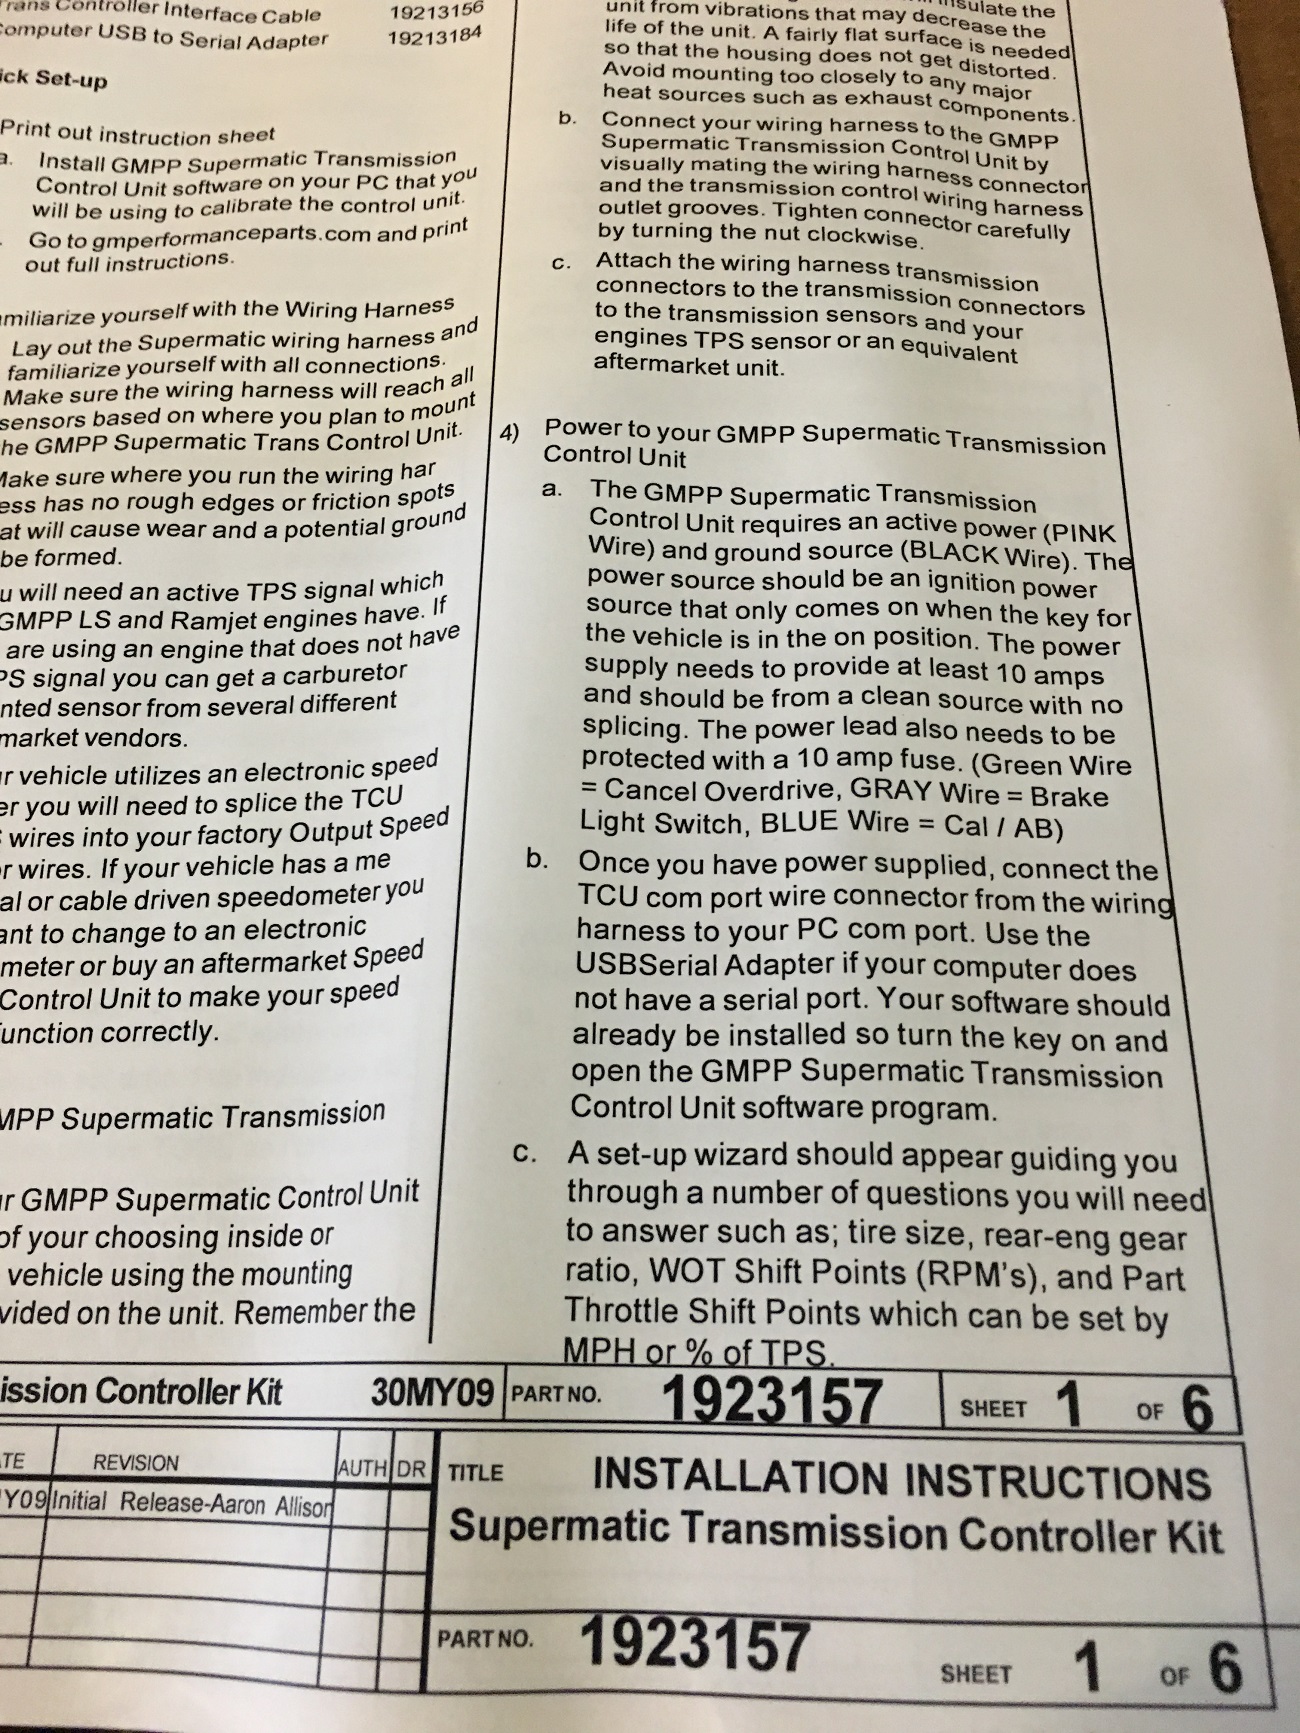 Trans Controller Interface Cable 19213156
Computer USB to Serial Adapter 19213184
ick Set-up
Print out instruction sheet
a. Install GMPP Supermatic Transmission
Control Unit software on your PC that you
will be using to calibrate the control unit.
Go to gmperformanceparts.com and print
out full instructions.
amiliarize yourself with the Wiring Harness
Lay out the Supermatic wiring harness and
familiarize yourself with all connections.
Make sure the wiring harness will reach all
sensors based on where you plan to mount
he GMPP Supermatic Trans Control Unit.
Make sure where you run the wiring har
ess has no rough edges or friction spots
at will cause wear and a potential ground
be formed.
u will need an active TPS signal which
GMPP LS and Ramjet engines have. If
are using an engine that does not have
PS signal you can get a carburetor
nted sensor from several different
market vendors.
r vehicle utilizes an electronic speed
er you will need to splice the TCU
wires into your factory Output Speed
r wires. If your vehicle has a me
al or cable driven speedometer you
ant to change to an electronic
meter or buy an aftermarket Speed
Control Unit to make your speed
function correctly.
MPP Supermatic Transmission
ur GMPP Supermatic Control Unit
of your choosing inside or
vehicle using the mounting
vided on the unit. Remember the
insulate the
unit from vibrations that may decrease the
life of the unit. A fairly flat surface is needed
so that the housing does not get distorted.
Avoid mounting too closely to any major
heat sources such as exhaust components.
b. Connect your wiring harness to the GMPP
Supermatic Transmission Control Unit by
visually mating the wiring harness connector
and the transmission control wiring harness
outlet grooves. Tighten connector carefully
by turning the nut clockwise.
c. Attach the wiring harness transmission
connectors to the transmission connectors
to the transmission sensors and your
engines TPS sensor or an equivalent
aftermarket unit.
4) Power to your GMPP Supermatic Transmission
Control Unit
a. The GMPP Supermatic Transmission
Control Unit requires an active power (PINK
Wire) and ground source (BLACK Wire). The
power source should be an ignition power
source that only comes on when the key for
the vehicle is in the on position. The power
supply needs to provide at least 10 amps
and should be from a clean source with no
splicing. The power lead also needs to be
protected with a 10 amp fuse. (Green Wire
= Cancel Overdrive, GRAY Wire = Brake
Light Switch, BLUE Wire = Cal / AB)
b. Once you have power supplied, connect the
TCU com port wire connector from the wiring
harness to your PC com port. Use the
USBSerial Adapter if your computer does
not have a serial port. Your software should
already be installed so turn the key on and
open the GMPP Supermatic Transmission
Control Unit software program.
c. A set-up wizard should appear guiding you
through a number of questions you will need
to answer such as; tire size, rear-eng gear
ratio, WOT Shift Points (RPM's), and Part
Throttle Shift Points which can be set by
MPH or % of TPS.
ission Controller Kit 30MY09 PART NO. 1923157 SHEET 1 OF 6
ATE REVISION AUTH DR
Y09 Initial Release-Aaron Allison
TITLE INSTALLATION INSTRUCTIONS
Supermatic Transmission Controller Kit
PART NO. 1923157 SHEET 1 OF 6